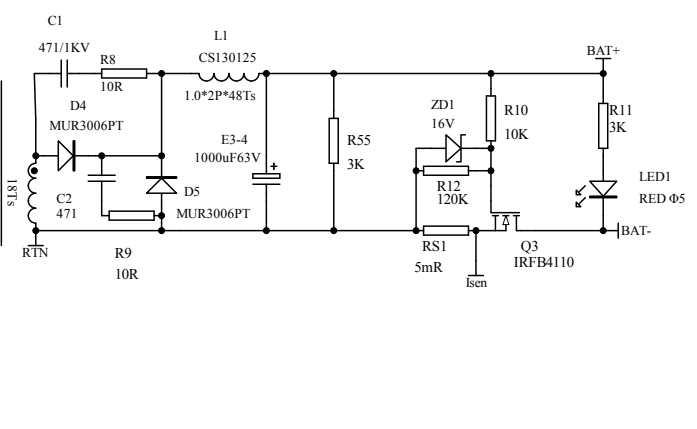 C1
471/1KV
R8
10R
L1
CS130125
1.0*2P*48Ts
BAT+
D4
MUR3006PT
ZD1
16V
R10
10K
R11
3K
E3-4
1000uF63V
+
R55
3K
18Ts
C2
471
D5
MUR3006PT
R12
120K
LED1
RED Φ5
RTN
R9
10R
RS1
5mR
Isen
Q3
IRFB4110
BAT-